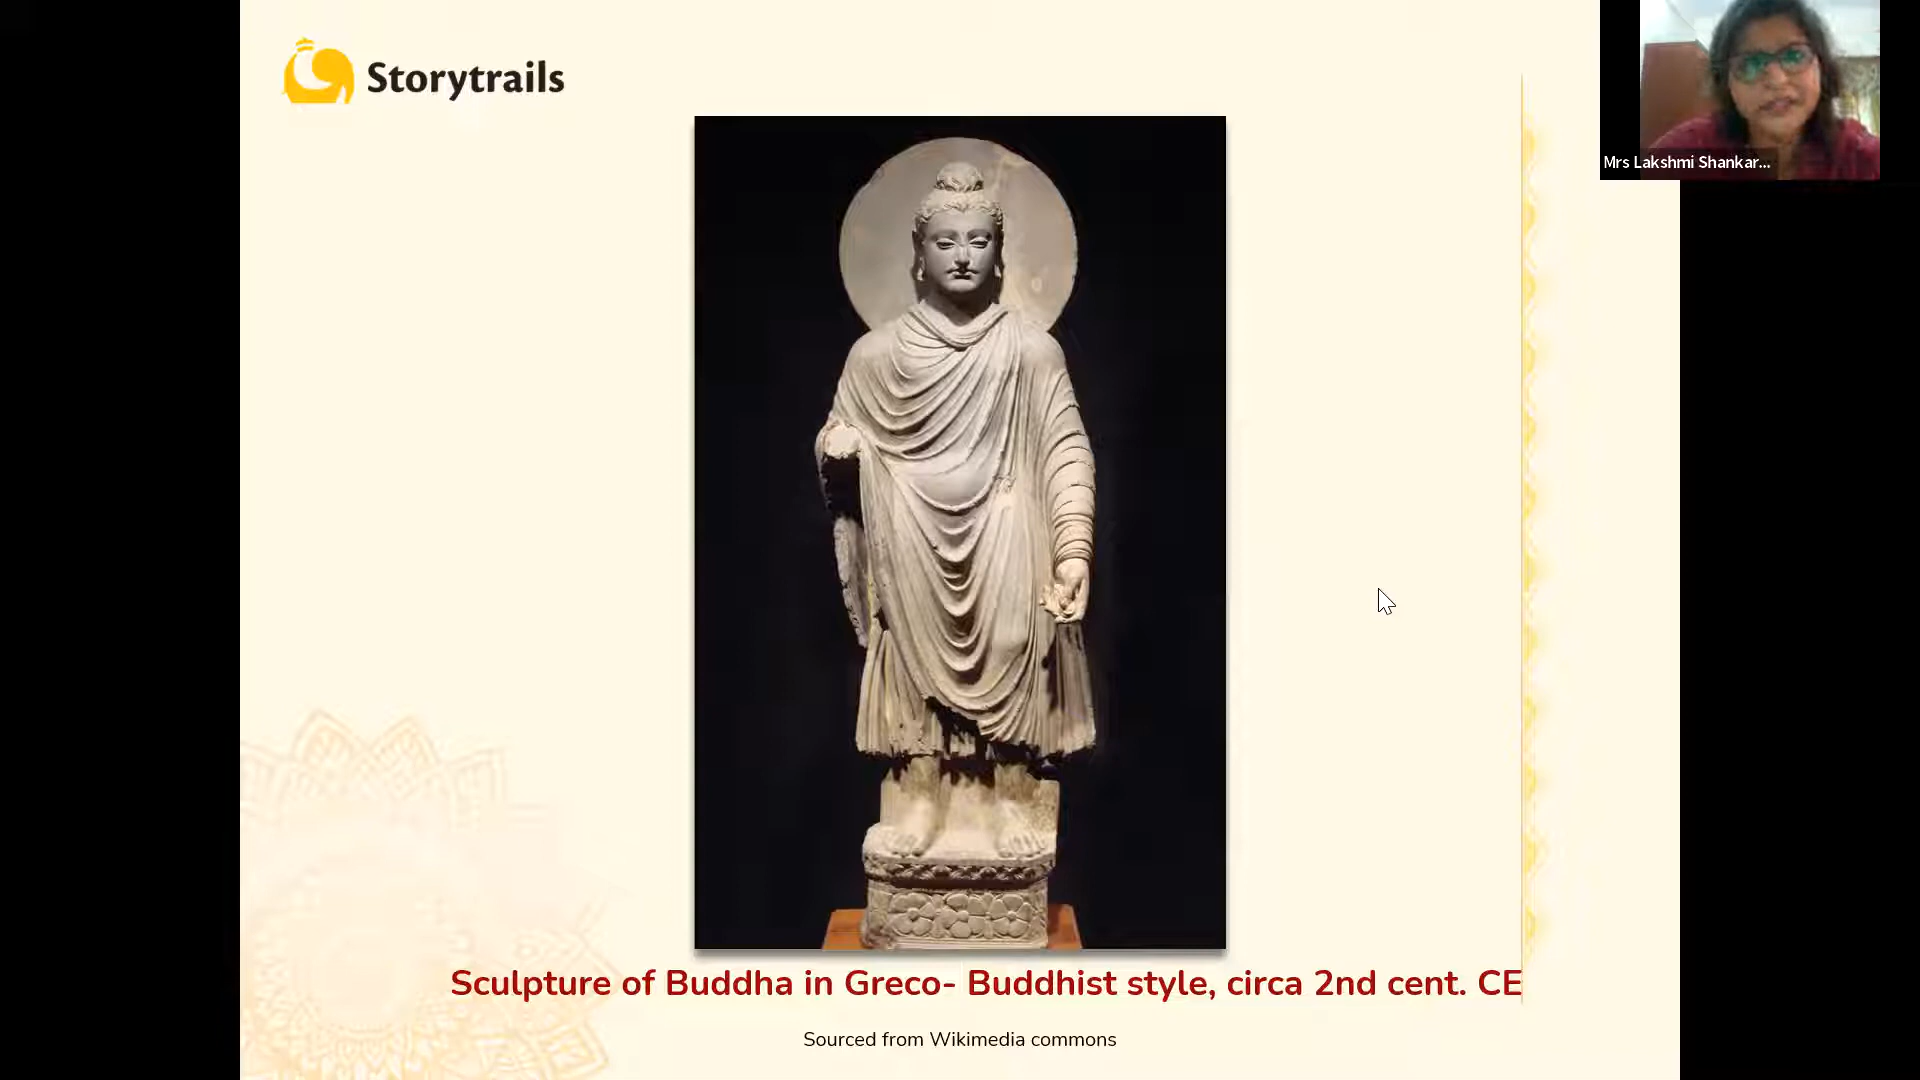 Storytrails
Mrs Lakshmi Shankar...
Sculpture of Buddha in Greco- Buddhist style, circa 2nd cent. CE
Sourced from Wikimedia commons